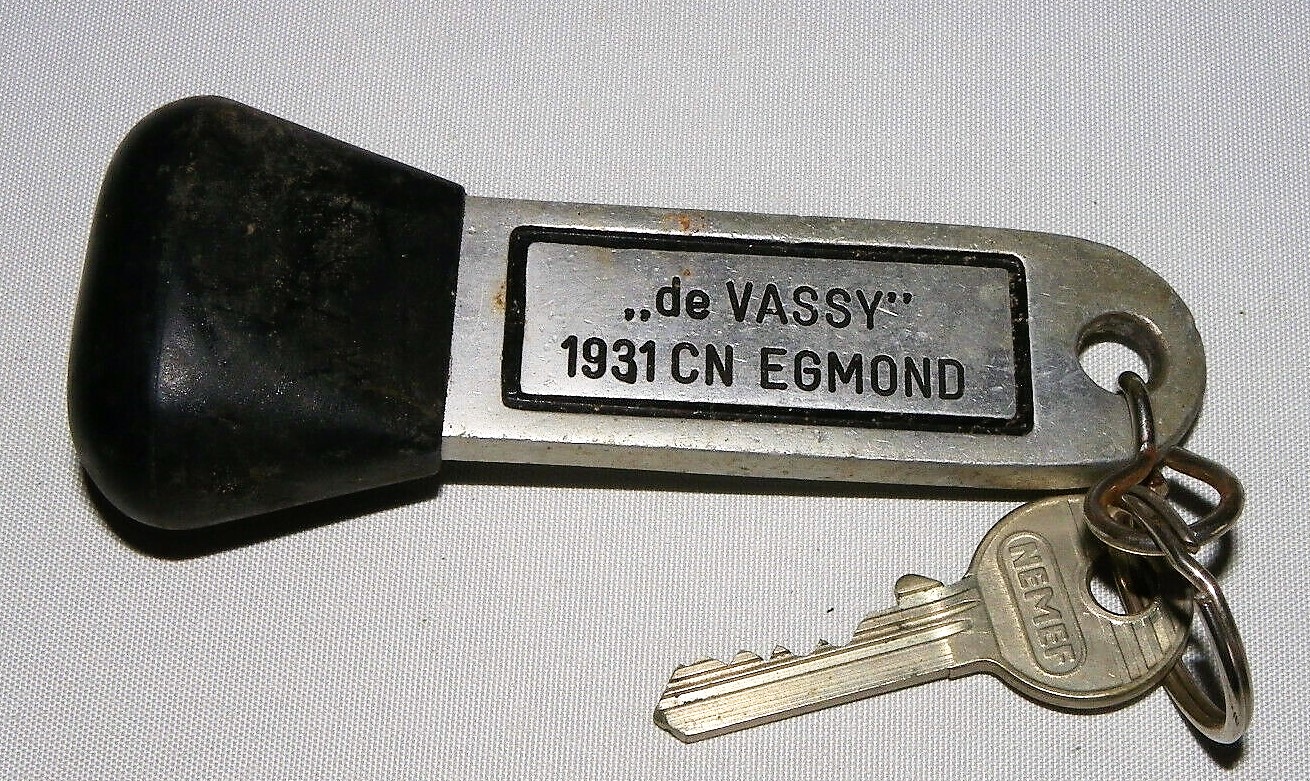 „de VASSY”
1931 CN EGMOND
NEMEF